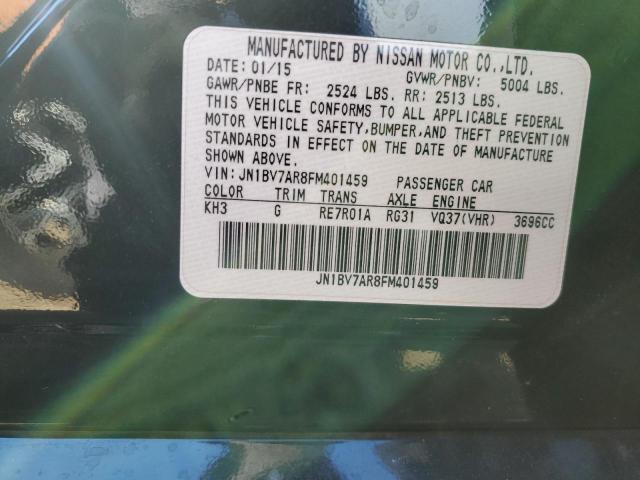 MANUFACTURED BY NISSAN MOTOR CO.,LTD.
DATE: 01/15 GVWR/PNBV: 5004 LBS.
GAWR/PNBE FR: 2524 LBS. RR: 2513 LBS.
THIS VEHICLE CONFORMS TO ALL APPLICABLE FEDERAL
MOTOR VEHICLE SAFETY,BUMPER,AND THEFT PREVENTION
STANDARDS IN EFFECT ON THE DATE OF MANUFACTURE
SHOWN ABOVE.
VIN: JN1BV7AR8FM401459 PASSENGER CAR
COLOR TRIM TRANS AXLE ENGINE
KH3 G RE7R01A RG31 VQ37(VHR) 3696CC
JN1BV7AR8FM401459